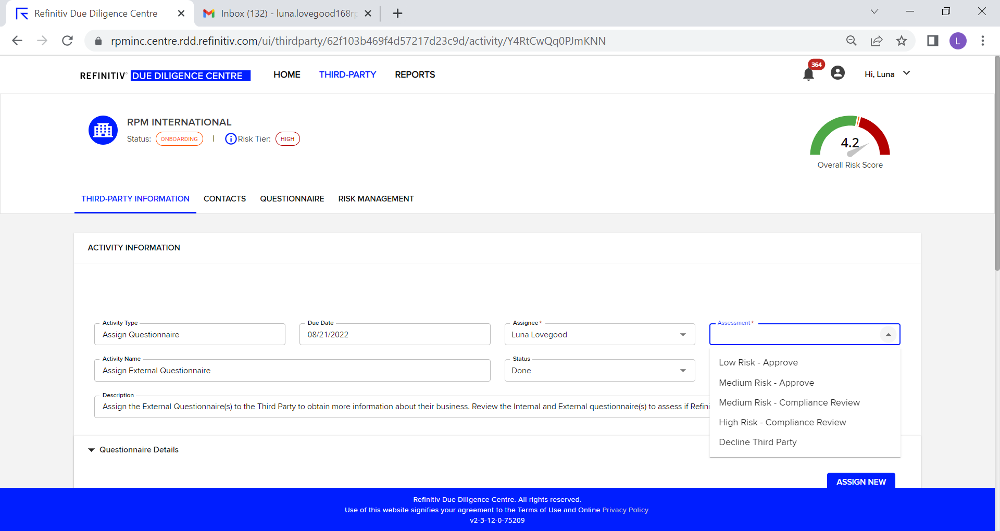 Refinitiv Due Diligence Centre
Inbox (132) - luna.lovegood168r
rpminc.centre.rdd.refinitiv.com/ui/thirdparty/62f103b469f4d57217d23c9d/activity/Y4RtCwQq0PJmKNN
L
REFINITIV DUE DILIGENCE CENTRE
HOME
THIRD-PARTY
REPORTS
364
Hi, Luna
RPM INTERNATIONAL
Status: ONBOARDING | Risk Tier: HIGH
4.2
Overall Risk Score
THIRD-PARTY INFORMATION
CONTACTS
QUESTIONNAIRE
RISK MANAGEMENT
ACTIVITY INFORMATION
Activity Type
Assign Questionnaire
Due Date
08/21/2022
Assignee*
Luna Lovegood
Assessment*
Activity Name
Assign External Questionnaire
Status
Done
Low Risk - Approve
Medium Risk - Approve
Medium Risk - Compliance Review
High Risk - Compliance Review
Decline Third Party
Description
Assign the External Questionnaire(s) to the Third Party to obtain more information about their business. Review the Internal and External questionnaire(s) to assess if Refini
Questionnaire Details
ASSIGN NEW
Refinitiv Due Diligence Centre. All rights reserved.
Use of this website signifies your agreement to the Terms of Use and Online Privacy Policy.
v2-3-12-0-75209